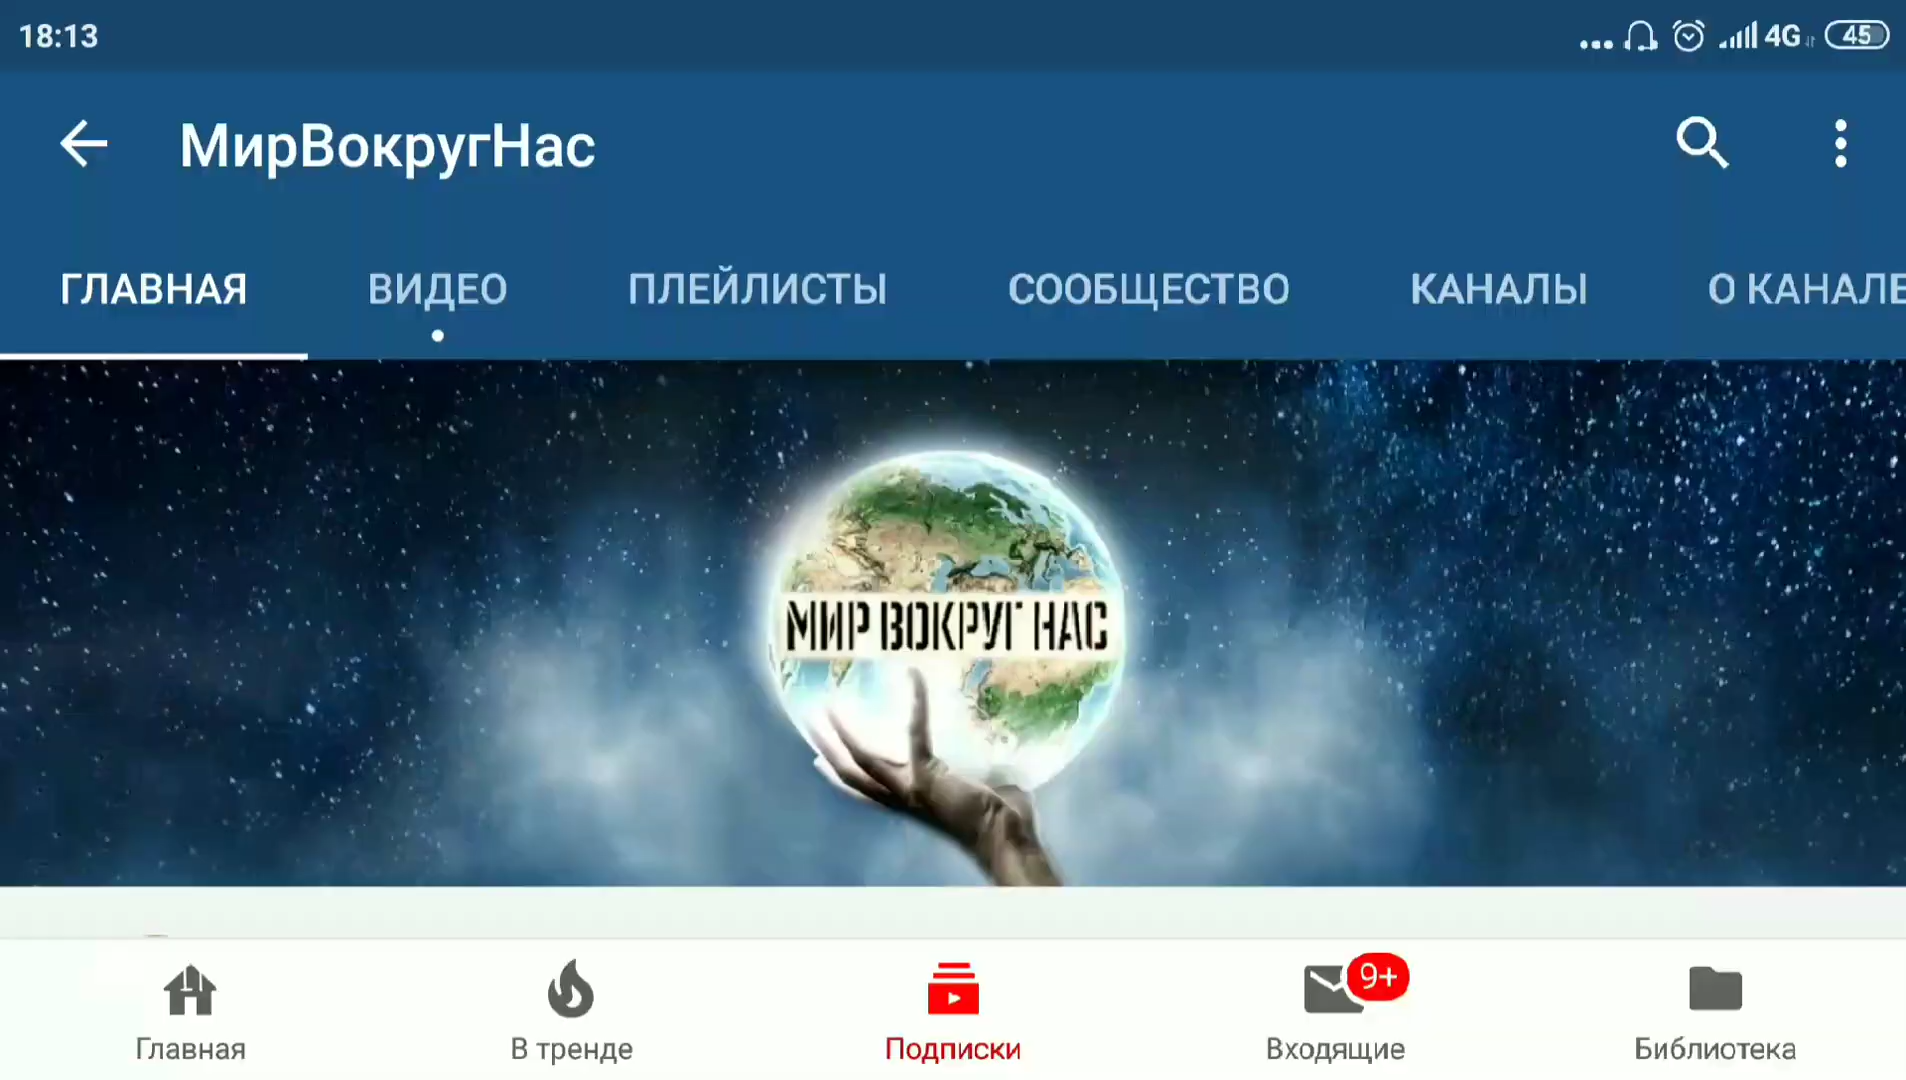 18:13
4G
45
МирВокругНас
ГЛАВНАЯ
ВИДЕО
ПЛЕЙЛИСТЫ
СООБЩЕСТВО
КАНАЛЫ
О КАНАЛЕ
МИР ВОКРУГ НАС
9+
Главная
В тренде
Подписки
Входящие
Библиотека